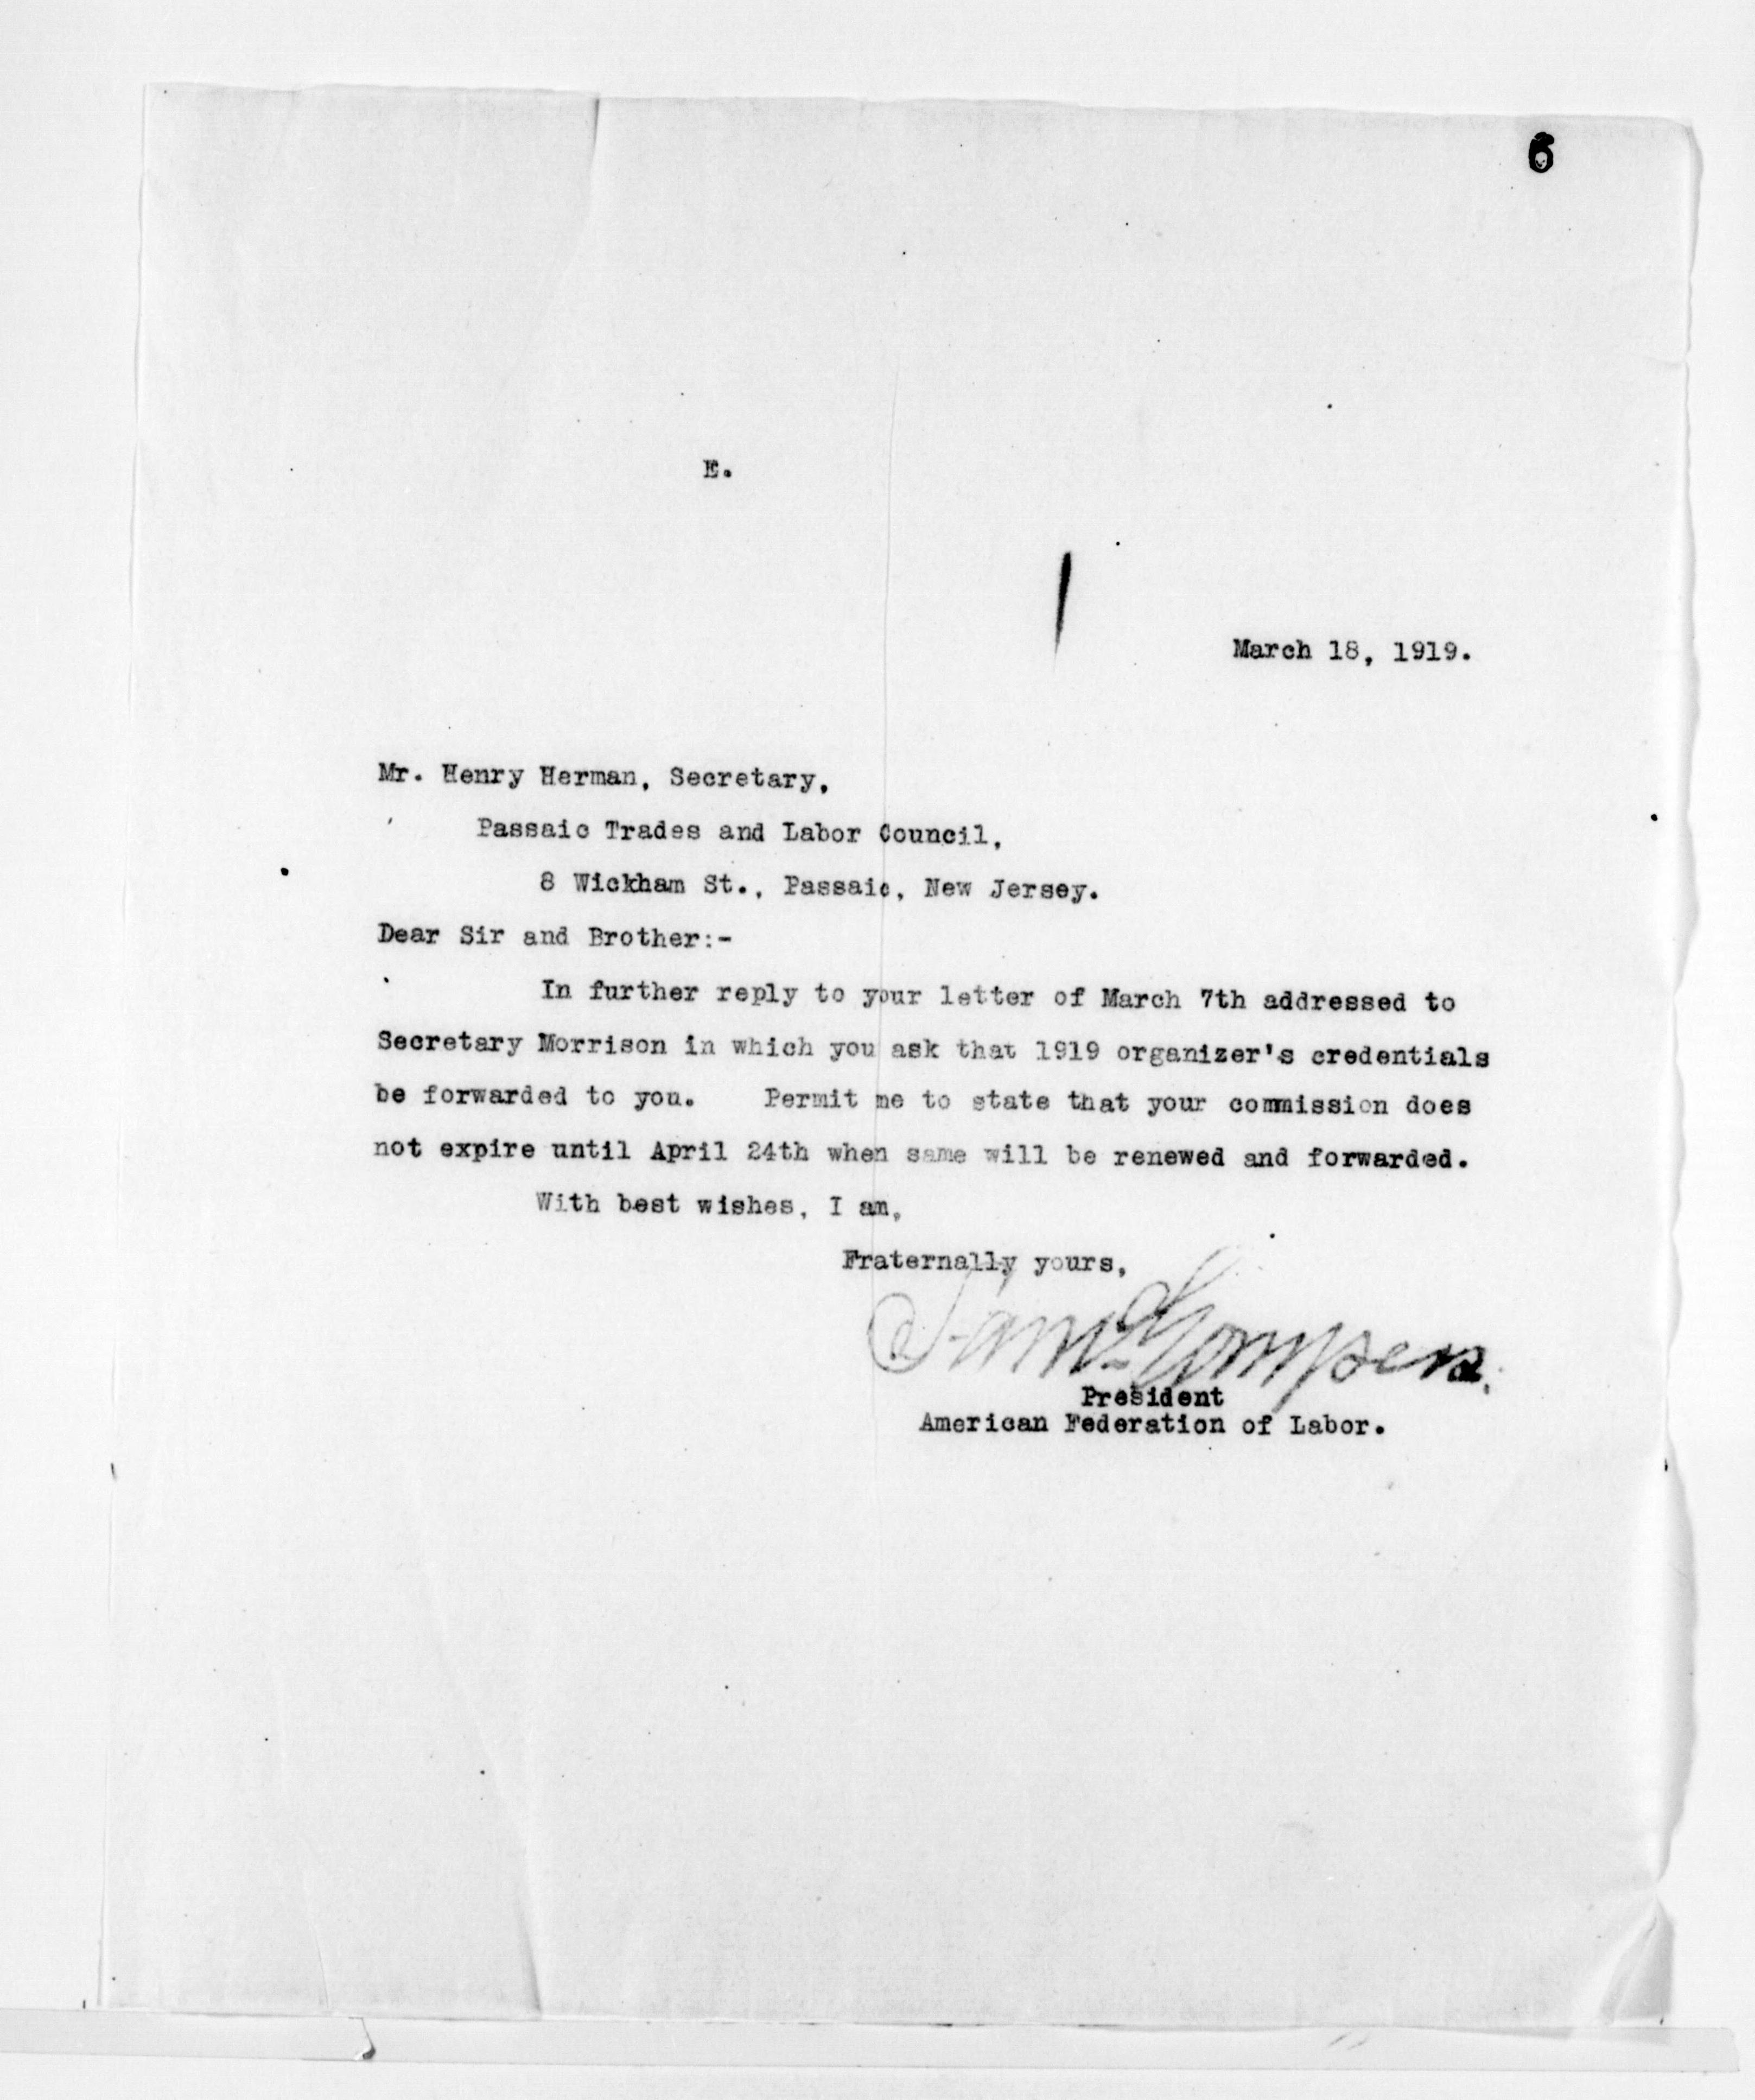 6
E.
March 18, 1919.
Mr. Henry Herman, Secretary,
Passaic Trades and Labor Council,
8 Wickham St., Passaic, New Jersey.
Dear Sir and Brother:-
In further reply to your letter of March 7th addressed to
Secretary Morrison in which you ask that 1919 organizer's credentials
be forwarded to you. Permit me to state that your commission does
not expire until April 24th when same will be renewed and forwarded.
With best wishes, I am,
Fraternally yours,
Saml Gompers.
President
American Federation of Labor.